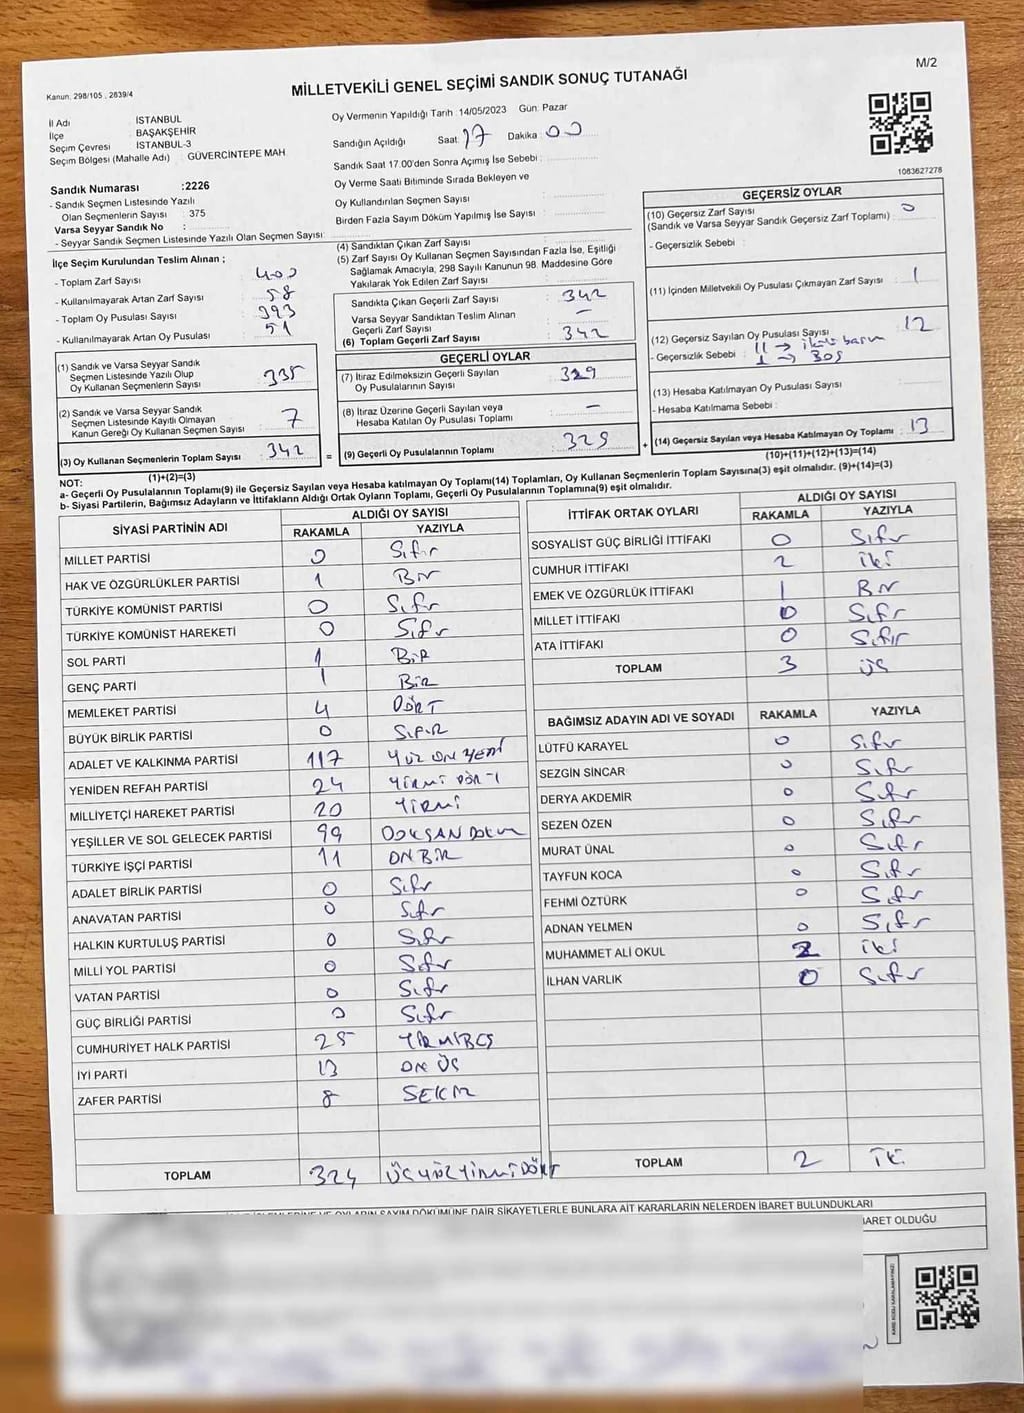 M/2
Kanun: 298/105 , 2839/4
MİLLETVEKİLİ GENEL SEÇİMİ SANDIK SONUÇ TUTANAĞI
İl Adı İSTANBUL
İlçe BAŞAKŞEHİR
Seçim Çevresi İSTANBUL-3
Seçim Bölgesi (Mahalle Adı) : GÜVERCİNTEPE MAH
Oy Vermenin Yapıldığı Tarih : 14/05/2023 Gün: Pazar
Sandığın Açıldığı Saat: 17 Dakika: 00
Sandık Saat 17.00'den Sonra Açmış İse Sebebi :
Oy Verme Saati Bitiminde Sırada Bekleyen ve
Oy Kullandırılan Seçmen Sayısı :
Birden Fazla Sayım Döküm Yapılmış İse Sayısı :
Sandık Numarası :2226
- Sandık Seçmen Listesinde Yazılı
Olan Seçmenlerin Sayısı : 375
Varsa Seyyar Sandık No :
- Seyyar Sandık Seçmen Listesinde Yazılı Olan Seçmen Sayısı:
İlçe Seçim Kurulundan Teslim Alınan ;
- Toplam Zarf Sayısı : 400
- Kullanılmayarak Artan Zarf Sayısı : 58
- Toplam Oy Pusulası Sayısı : 393
- Kullanılmayarak Artan Oy Pusulası : 51
(1) Sandık ve Varsa Seyyar Sandık
Seçmen Listesinde Yazılı Olup
Oy Kullanan Seçmenlerin Sayısı : 335
(2) Sandık ve Varsa Seyyar Sandık
Seçmen Listesinde Kayıtlı Olmayan
Kanun Gereği Oy Kullanan Seçmen Sayısı : 7
(3) Oy Kullanan Seçmenlerin Toplam Sayısı : 342
(1)+(2)=(3)
(4) Sandıktan Çıkan Zarf Sayısı :
(5) Zarf Sayısı Oy Kullanan Seçmen Sayısından Fazla İse, Eşitliği
Sağlamak Amacıyla, 298 Sayılı Kanunun 98. Maddesine Göre
Yakılarak Yok Edilen Zarf Sayısı :
Sandıkta Çıkan Geçerli Zarf Sayısı : 342
Varsa Seyyar Sandıktan Teslim Alınan
Geçerli Zarf Sayısı : –
(6) Toplam Geçerli Zarf Sayısı : 342
GEÇERLİ OYLAR
(7) İtiraz Edilmeksizin Geçerli Sayılan
Oy Pusulalarının Sayısı : 329
(8) İtiraz Üzerine Geçerli Sayılan veya
Hesaba Katılan Oy Pusulası Toplamı : –
= (9) Geçerli Oy Pusulalarının Toplamı : 329 +
1083627278
GEÇERSİZ OYLAR
(10) Geçersiz Zarf Sayısı : 0
(Sandık ve Varsa Seyyar Sandık Geçersiz Zarf Toplamı)
- Geçersizlik Sebebi :
(11) İçinden Milletvekili Oy Pusulası Çıkmayan Zarf Sayısı : 1
(12) Geçersiz Sayılan Oy Pusulası Sayısı : 12
- Geçersizlik Sebebi : 11 → ikili basım
1 → Boş
(13) Hesaba Katılmayan Oy Pusulası Sayısı :
- Hesaba Katılmama Sebebi :
(14) Geçersiz Sayılan veya Hesaba Katılmayan Oy Toplamı : 13
(10)+(11)+(12)+(13)=(14)
NOT:
a- Geçerli Oy Pusulalarının Toplamı(9) ile Geçersiz Sayılan veya Hesaba katılmayan Oy Toplamı(14) Toplamları, Oy Kullanan Seçmenlerin Toplam Sayısına(3) eşit olmalıdır. (9)+(14)=(3)
b- Siyasi Partilerin, Bağımsız Adayların ve İttifakların Aldığı Ortak Oyların Toplamı, Geçerli Oy Pusulalarının Toplamına(9) eşit olmalıdır.
SİYASİ PARTİNİN ADI ALDIĞI OY SAYISI
RAKAMLA YAZIYLA
MİLLET PARTİSİ 0 Sıfır
HAK VE ÖZGÜRLÜKLER PARTİSİ 1 Bir
TÜRKİYE KOMÜNİST PARTİSİ 0 Sıfır
TÜRKİYE KOMÜNİST HAREKETİ 0 Sıfır
SOL PARTİ 1 BİR
GENÇ PARTİ 1 BİR
MEMLEKET PARTİSİ 4 DÖRT
BÜYÜK BİRLİK PARTİSİ 0 SIFIR
ADALET VE KALKINMA PARTİSİ 117 YÜZ ON YEDİ
YENİDEN REFAH PARTİSİ 24 YİRMİ DÖRT
MİLLİYETÇİ HAREKET PARTİSİ 20 YİRMİ
YEŞİLLER VE SOL GELECEK PARTİSİ 99 DOKSAN DOKUZ
TÜRKİYE İŞÇİ PARTİSİ 11 ON BİR
ADALET BİRLİK PARTİSİ 0 Sıfır
ANAVATAN PARTİSİ 0 Sıfır
HALKIN KURTULUŞ PARTİSİ 0 Sıfır
MİLLİ YOL PARTİSİ 0 Sıfır
VATAN PARTİSİ 0 Sıfır
GÜÇ BİRLİĞİ PARTİSİ 0 Sıfır
CUMHURİYET HALK PARTİSİ 25 YİRMİBEŞ
İYİ PARTİ 13 ON ÜÇ
ZAFER PARTİSİ 8 SEKİZ
TOPLAM 324 ÜÇYÜZYİRMİDÖRT
İTTİFAK ORTAK OYLARI ALDIĞI OY SAYISI
RAKAMLA YAZIYLA
SOSYALİST GÜÇ BİRLİĞİ İTTİFAKI 0 Sıfır
CUMHUR İTTİFAKI 2 iki
EMEK VE ÖZGÜRLÜK İTTİFAKI 1 Bir
MİLLET İTTİFAKI 0 Sıfır
ATA İTTİFAKI 0 Sıfır
TOPLAM 3 üç
BAĞIMSIZ ADAYIN ADI VE SOYADI RAKAMLA YAZIYLA
LÜTFÜ KARAYEL 0 Sıfır
SEZGİN SİNCAR 0 Sıfır
DERYA AKDEMİR 0 Sıfır
SEZEN ÖZEN 0 Sıfır
MURAT ÜNAL 0 Sıfır
TAYFUN KOCA 0 Sıfır
FEHMİ ÖZTÜRK 0 Sıfır
ADNAN YELMEN 0 Sıfır
MUHAMMET ALİ OKUL 2 iki
İLHAN VARLIK 0 Sıfır
TOPLAM 2 iki
SAYIM DÖKÜMÜNE DAİR ŞİKAYETLERLE BUNLARA AİT KARARLARIN NELERDEN İBARET BULUNDUKLARI
İBARET OLDUĞU